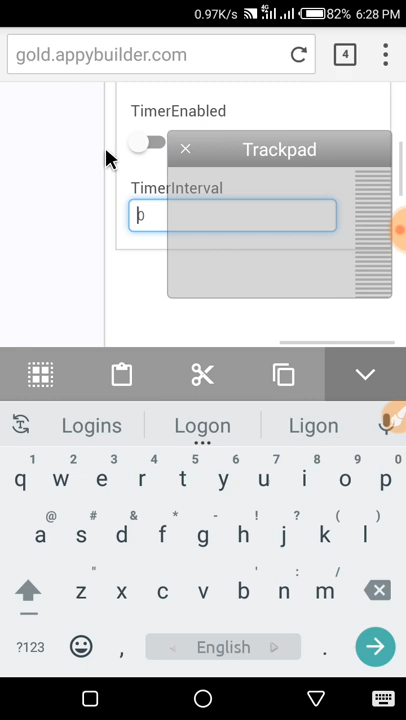 0.97K/s 4G 82% 6:28 PM
gold.appybuilder.com 4
TimerEnabled
× Trackpad
TimerInterval
Logins Logon Ligon
1 2 3 4 5 6 7 8 9 0
q w e r t y u i o p
@ # & * - ! ? : ( )
a s d f g h j k l
" ' : /
z x c v b n m
?123 , English .